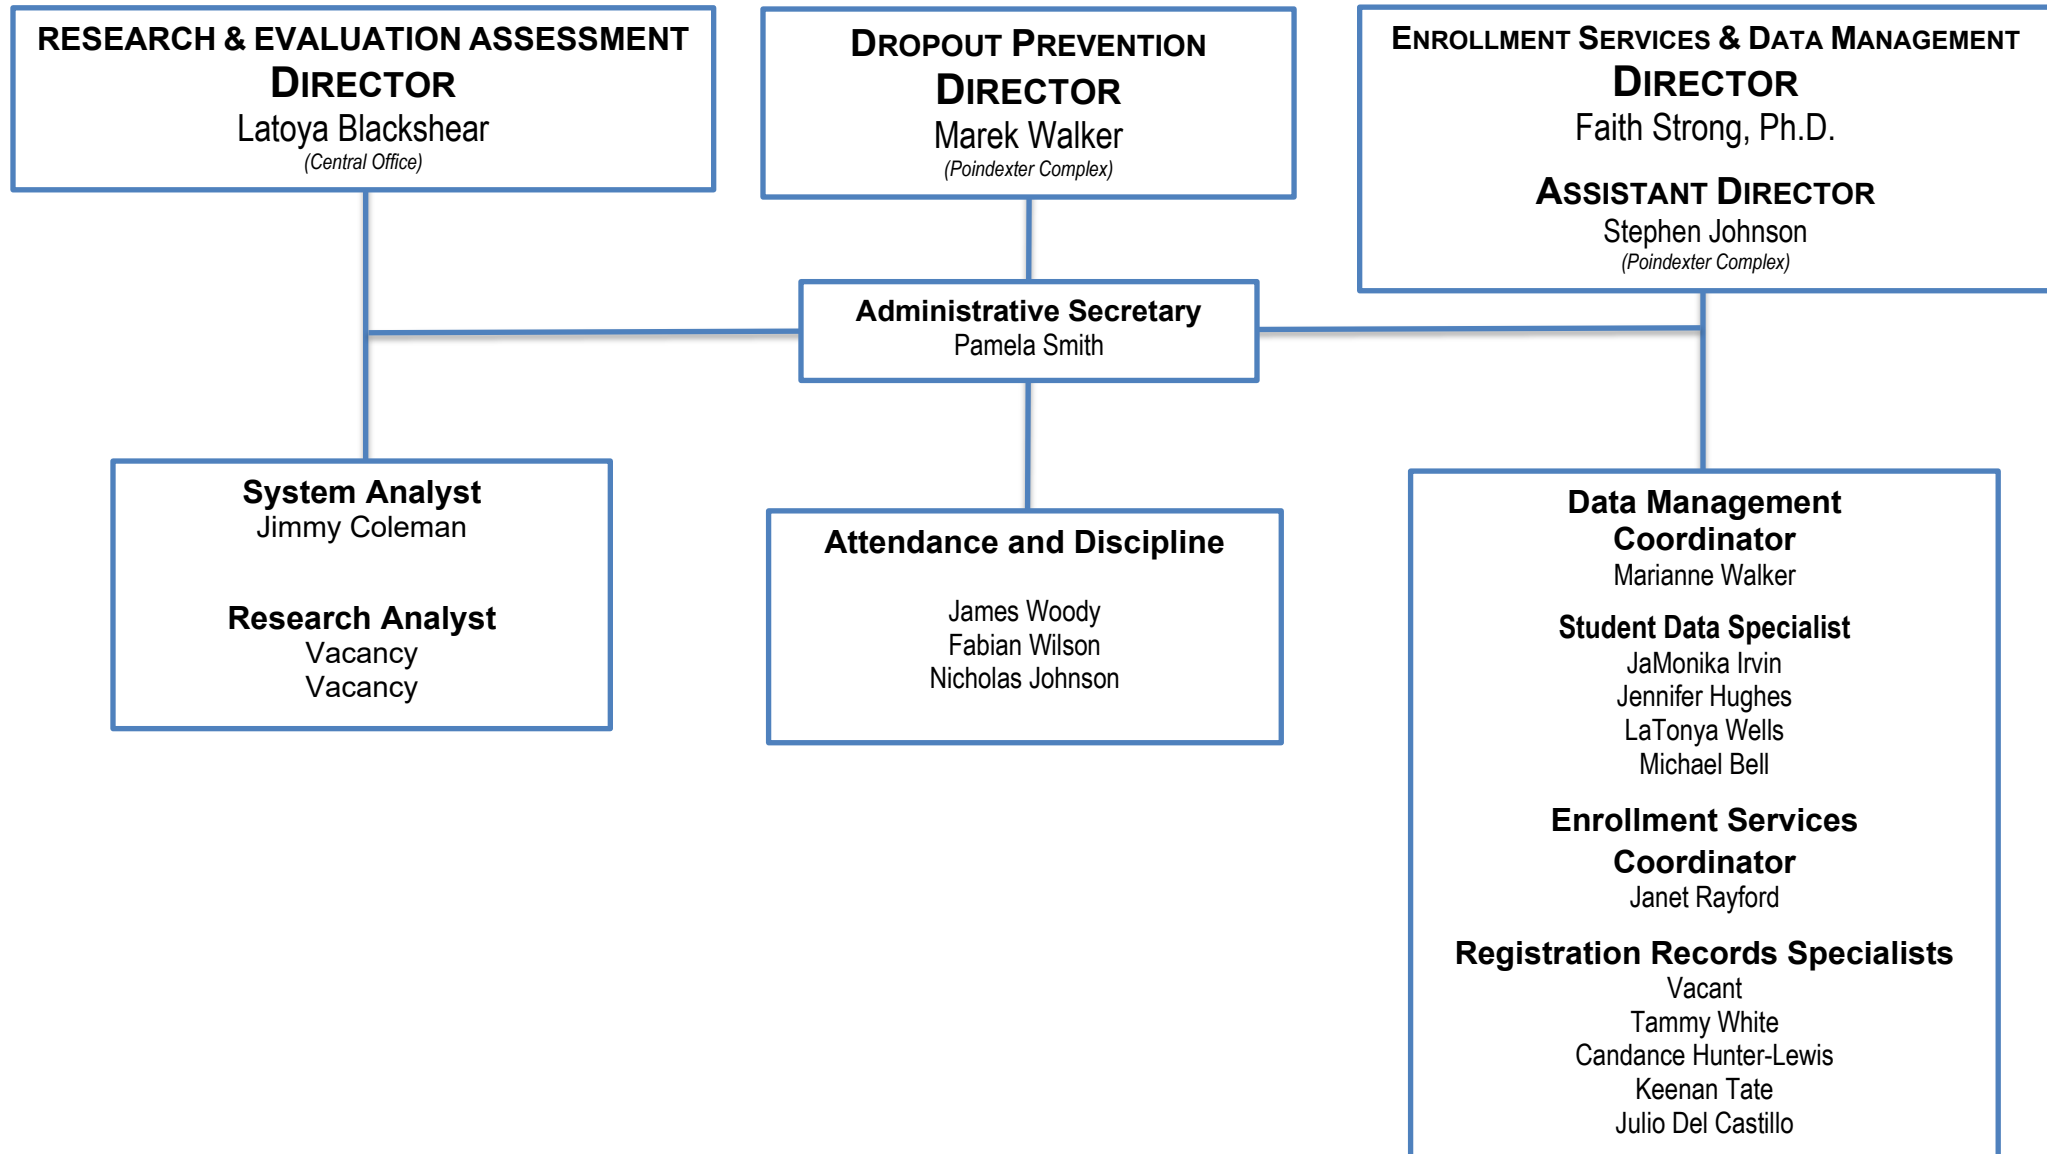 RESEARCH & EVALUATION ASSESSMENT
DIRECTOR
Latoya Blackshear
(Central Office)
DROPOUT PREVENTION
DIRECTOR
Marek Walker
(Poindexter Complex)
ENROLLMENT SERVICES & DATA MANAGEMENT
DIRECTOR
Faith Strong, Ph.D.
ASSISTANT DIRECTOR
Stephen Johnson
(Poindexter Complex)
Administrative Secretary
Pamela Smith
System Analyst
Jimmy Coleman
Research Analyst
Vacancy
Vacancy
Attendance and Discipline
James Woody
Fabian Wilson
Nicholas Johnson
Data Management
Coordinator
Marianne Walker
Student Data Specialist
JaMonika Irvin
Jennifer Hughes
LaTonya Wells
Michael Bell
Enrollment Services
Coordinator
Janet Rayford
Registration Records Specialists
Vacant
Tammy White
Candance Hunter-Lewis
Keenan Tate
Julio Del Castillo